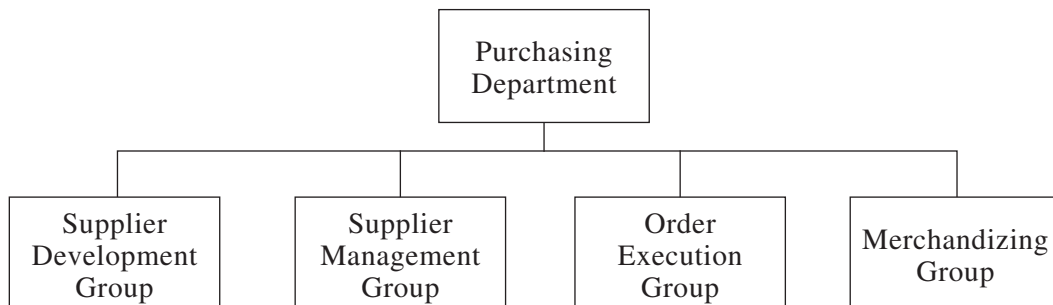 Purchasing
Department
Supplier
Development
Group
Supplier
Management
Group
Order
Execution
Group
Merchandizing
Group